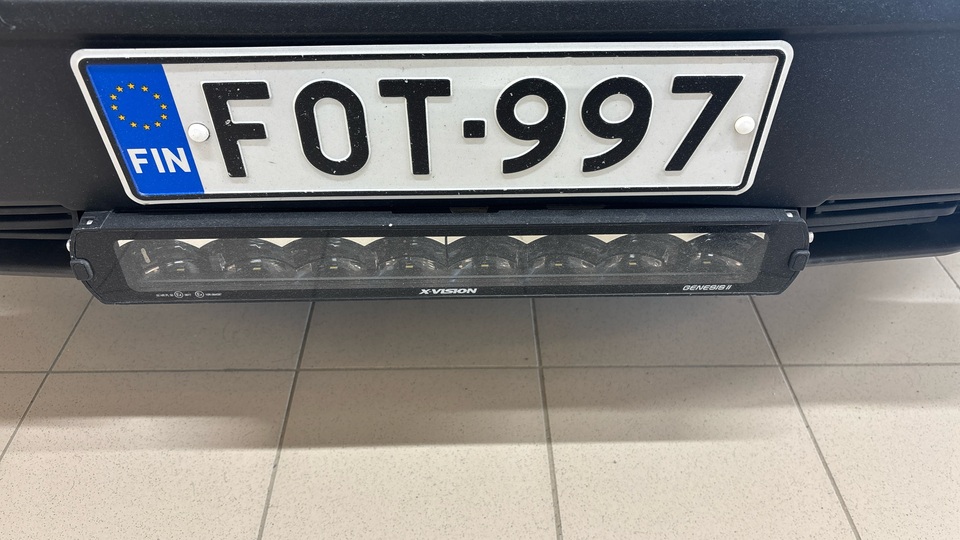 FIN
FOT-997
X-VISION
GENESIS II